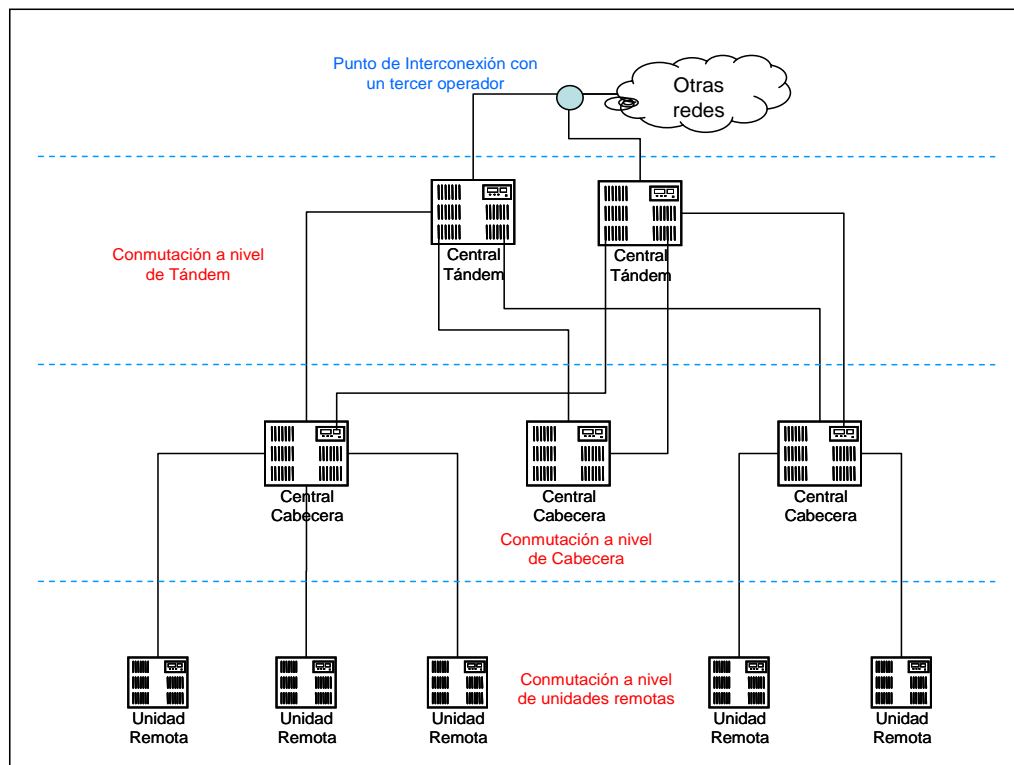 Punto de Interconexión con
un tercer operador
Otras
redes
Conmutación a nivel
de Tándem
Central
Tándem
Central
Tándem
Central
Cabecera
Central
Cabecera
Central
Cabecera
Conmutación a nivel
de Cabecera
Unidad
Remota
Unidad
Remota
Unidad
Remota
Conmutación a nivel
de unidades remotas
Unidad
Remota
Unidad
Remota